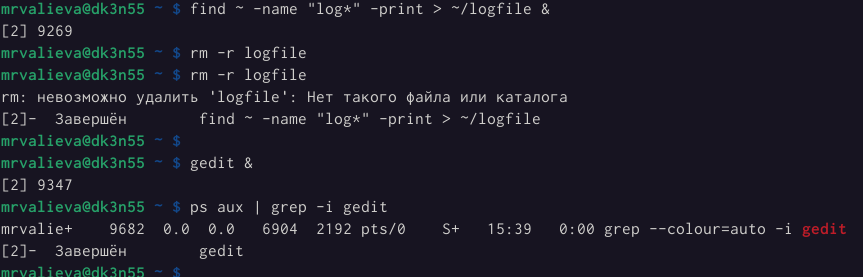 mrvalieva@dk3n55 ~ $ find ~ -name "log*" -print > ~/logfile &
[2] 9269
mrvalieva@dk3n55 ~ $ rm -r logfile
mrvalieva@dk3n55 ~ $ rm -r logfile
rm: невозможно удалить 'logfile': Нет такого файла или каталога
[2]-  Завершён        find ~ -name "log*" -print > ~/logfile
mrvalieva@dk3n55 ~ $
mrvalieva@dk3n55 ~ $ gedit &
[2] 9347
mrvalieva@dk3n55 ~ $ ps aux | grep -i gedit
mrvalie+    9682  0.0  0.0   6904  2192 pts/0    S+   15:39   0:00 grep --colour=auto -i gedit
[2]-  Завершён        gedit
mrvalieva@dk3n55 ~ $